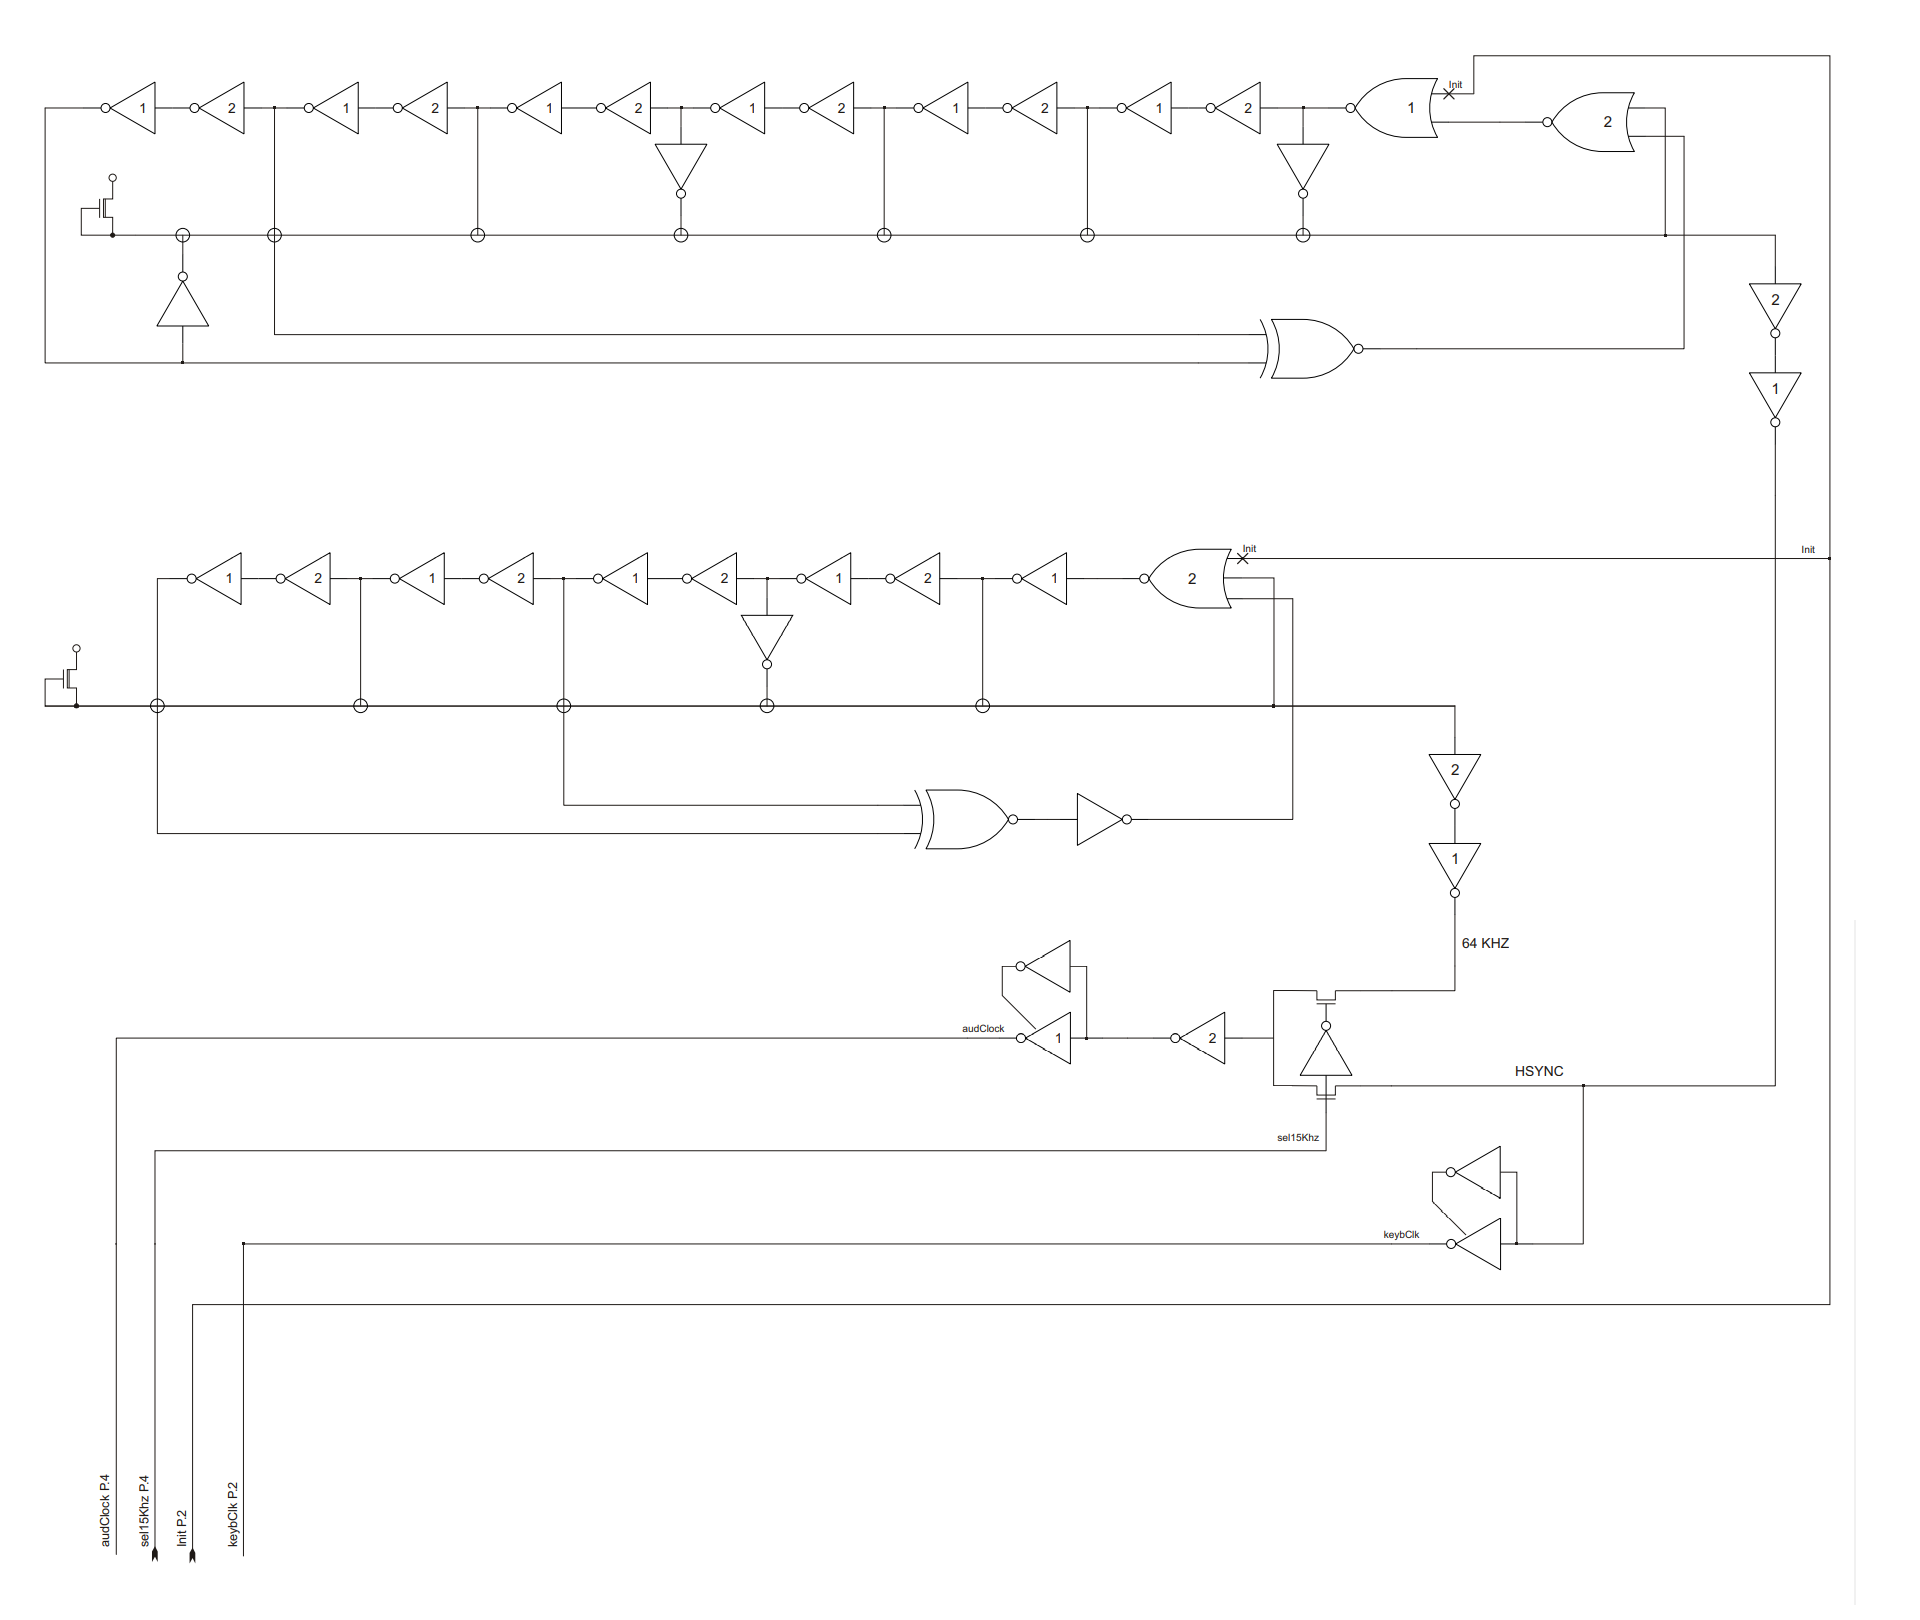 1 2 1 2 1 2 1 2 1 2 1 2 1 Init 2
2
1
Init Init
1 2 1 2 1 2 1 2 1 2
2
1
64 KHZ
audClock 1 2
HSYNC
sel15Khz
keybClk
audClock P.4
sel15Khz P.4
Init P.2
keybClk P.2